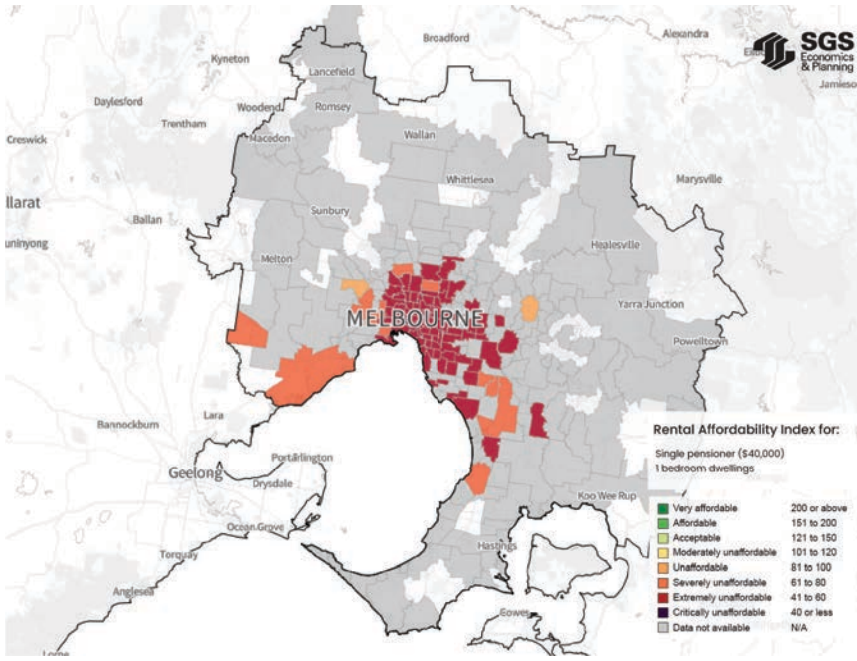 Broadford
Alexandra
SGS
Economics
& Planning
Kyneton
Jamieson
Lancefield
Daylesford
Woodend
Romsey
Trentham
Wallan
Creswick
Macedon
Whittlesea
Marysville
llarat
Ballan
Sunbury
uninyong
Healesville
Melton
Yarra Junction
MELBOURNE
Powelltown
Bannockburn
Lara
Geelong
Portarlington
Drysdale
Koo Wee Rup
Ocean Grove
Hastings
Torquay
Anglesea
Cowes
Lorne
Rental Affordability Index for:
Single pensioner ($40,000)
1 bedroom dwellings
Very affordable 200 or above
Affordable 151 to 200
Acceptable 121 to 150
Moderately unaffordable 101 to 120
Unaffordable 81 to 100
Severely unaffordable 61 to 80
Extremely unaffordable 41 to 60
Critically unaffordable 40 or less
Data not available N/A